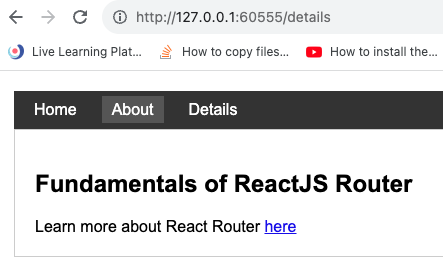 http://127.0.0.1:60555/details
Live Learning Plat... How to copy files... How to install the...
Home About Details
Fundamentals of ReactJS Router
Learn more about React Router here